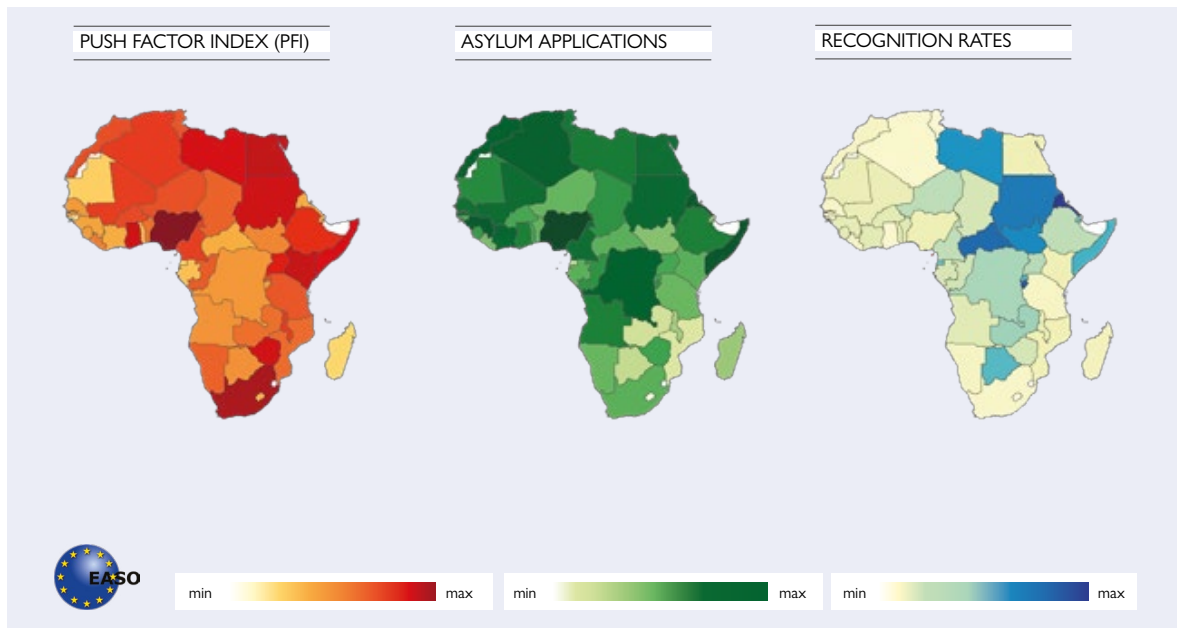 PUSH FACTOR INDEX (PFI)
ASYLUM APPLICATIONS
RECOGNITION RATES
EASO
min max
min max
min max